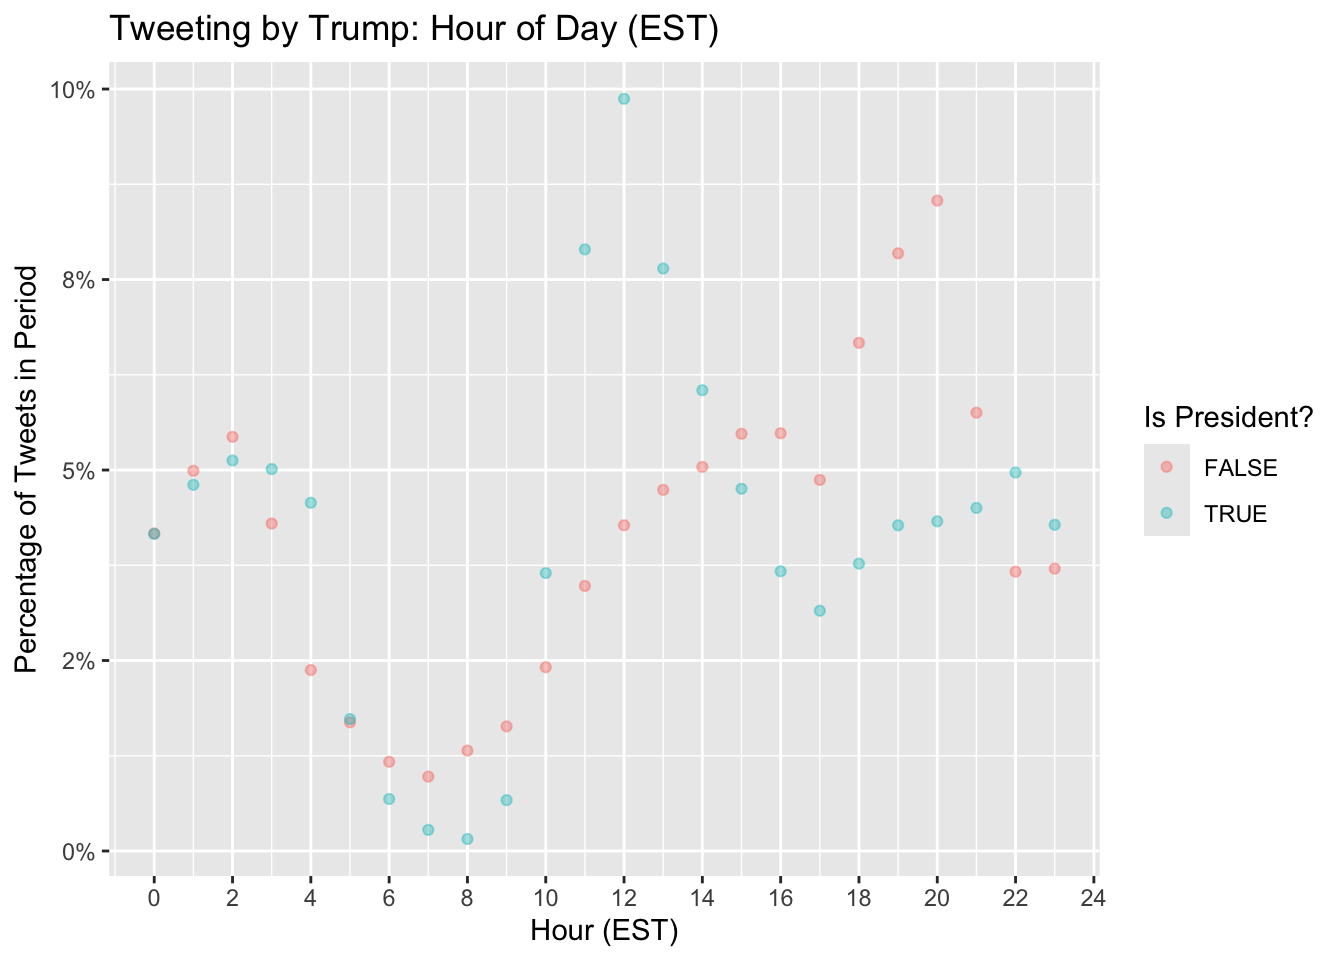 Tweeting by Trump: Hour of Day (EST)
Percentage of Tweets in Period
10%
8%
5%
2%
0%
0 2 4 6 8 10 12 14 16 18 20 22 24
Hour (EST)
Is President?
FALSE
TRUE